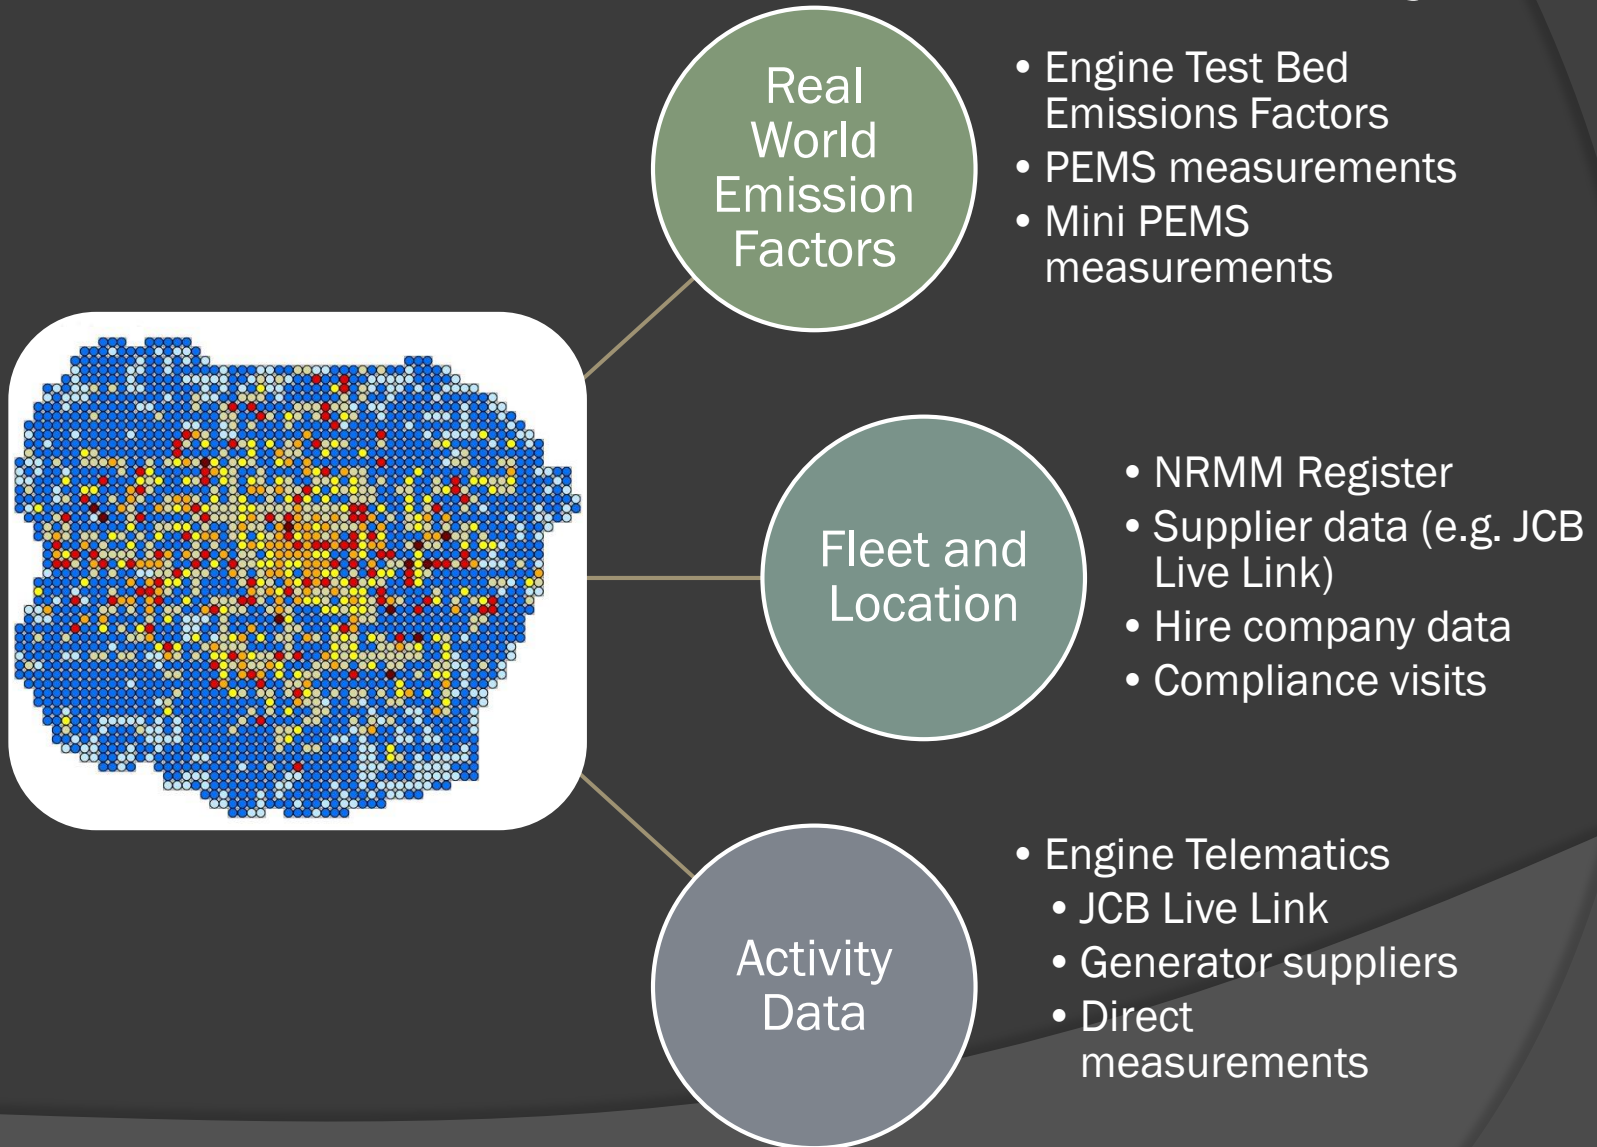 Real
World
Emission
Factors
• Engine Test Bed
Emissions Factors
• PEMS measurements
• Mini PEMS
measurements
Fleet and
Location
• NRMM Register
• Supplier data (e.g. JCB
Live Link)
• Hire company data
• Compliance visits
Activity
Data
• Engine Telematics
• JCB Live Link
• Generator suppliers
• Direct
measurements